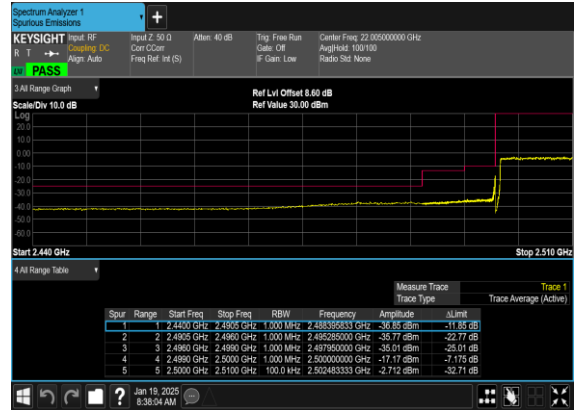 Spectrum Analyzer 1
Spurious Emissions
+
KEYSIGHT Input: RF Input Z: 50 Ω Atten: 40 dB Trig: Free Run Center Freq: 22.005000000 GHz
R T Coupling: DC Corr CCorr Gate: Off Avg|Hold: 100/100
Align: Auto Freq Ref: Int (S) IF Gain: Low Radio Std: None
LM PASS
3 All Range Graph
Ref Lvl Offset 8.60 dB
Scale/Div 10.0 dB Ref Value 30.00 dBm
Log
20.0
10.0
0.00
-10.0
-20.0
-30.0
-40.0
-50.0
-60.0
Start 2.440 GHz Stop 2.510 GHz
4 All Range Table
Measure Trace Trace 1
Trace Type Trace Average (Active)
Spur Range Start Freq Stop Freq RBW Frequency Amplitude ΔLimit
1 1 2.4400 GHz 2.4905 GHz 1.000 MHz 2.488395833 GHz -36.85 dBm -11.85 dB
2 2 2.4905 GHz 2.4960 GHz 1.000 MHz 2.495285000 GHz -35.77 dBm -22.77 dB
3 3 2.4960 GHz 2.4990 GHz 1.000 MHz 2.497950000 GHz -35.01 dBm -25.01 dB
4 4 2.4990 GHz 2.5000 GHz 1.000 MHz 2.500000000 GHz -17.17 dBm -7.175 dB
5 5 2.5000 GHz 2.5100 GHz 100.0 kHz 2.502483333 GHz -2.712 dBm -32.71 dB
? Jan 19, 2025
8:38:04 AM